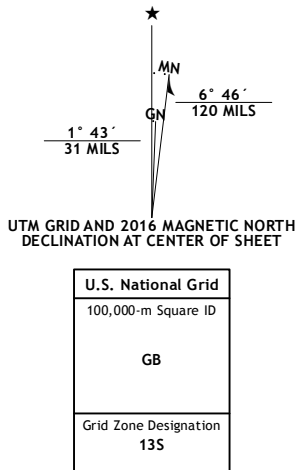 ★
MN
GN
6° 46´
120 MILS
1° 43´
31 MILS
UTM GRID AND 2016 MAGNETIC NORTH
DECLINATION AT CENTER OF SHEET
U.S. National Grid
100,000-m Square ID
GB
Grid Zone Designation
13S